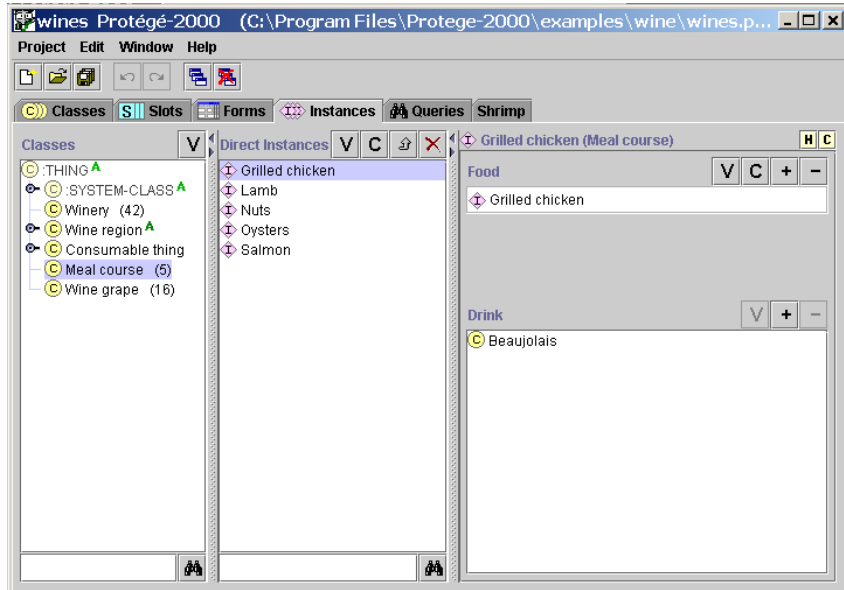 wines Protégé-2000 (C:\Program Files\Protege-2000\examples\wine\wines.p...
Project Edit Window Help
C Classes S Slots Forms I Instances Queries Shrimp
Classes V
C :THING A
C :SYSTEM-CLASS A
C Winery (42)
C Wine region A
C Consumable thing
C Meal course (5)
C Wine grape (16)
Direct Instances V C
I Grilled chicken
I Lamb
I Nuts
I Oysters
I Salmon
I Grilled chicken (Meal course) H C
Food V C + −
I Grilled chicken
Drink V + −
C Beaujolais